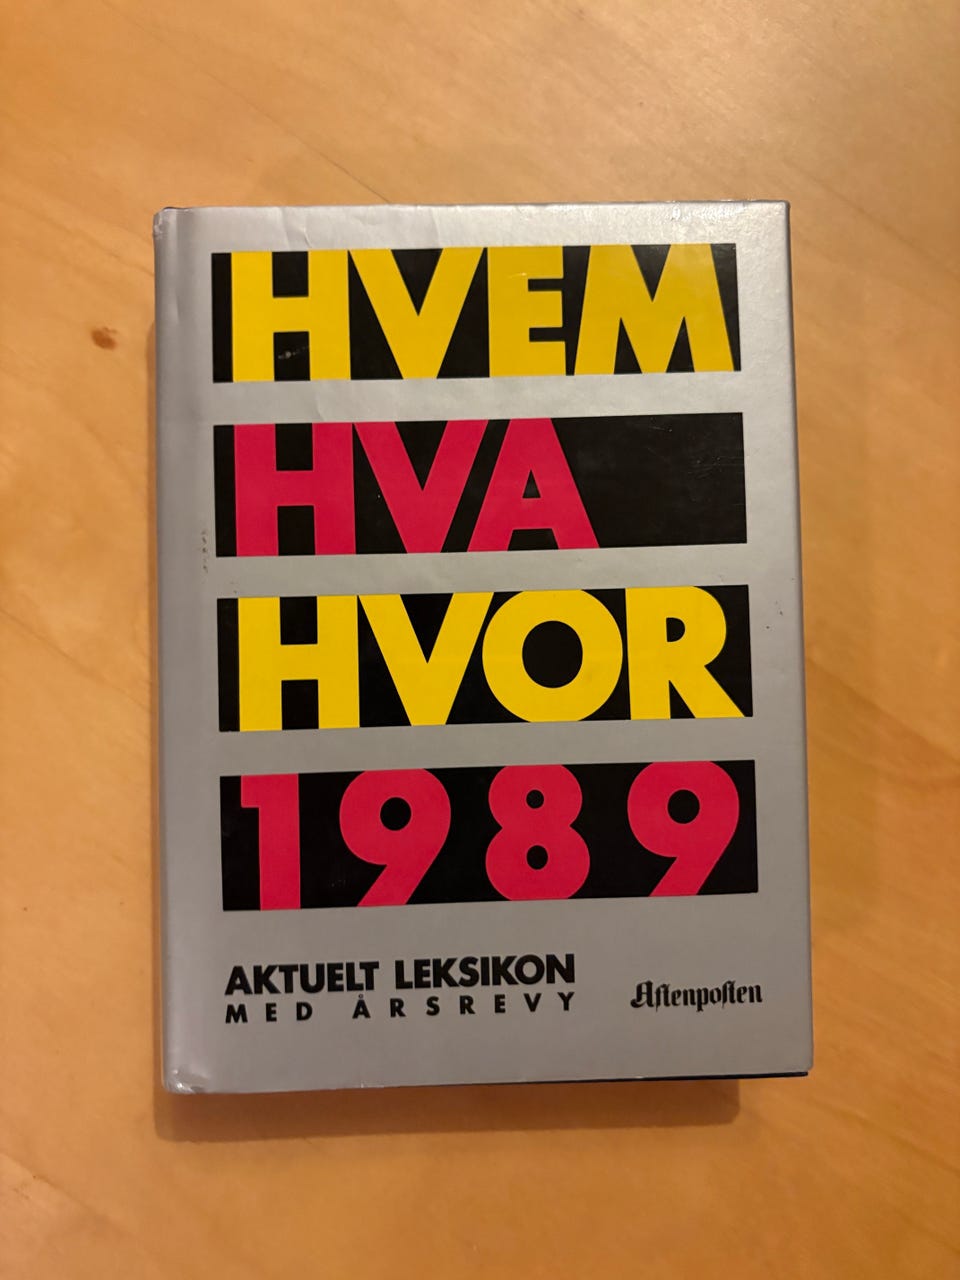 HVEM
HVA
HVOR
1989
AKTUELT LEKSIKON
MED ÅRSREVY
Aftenposten